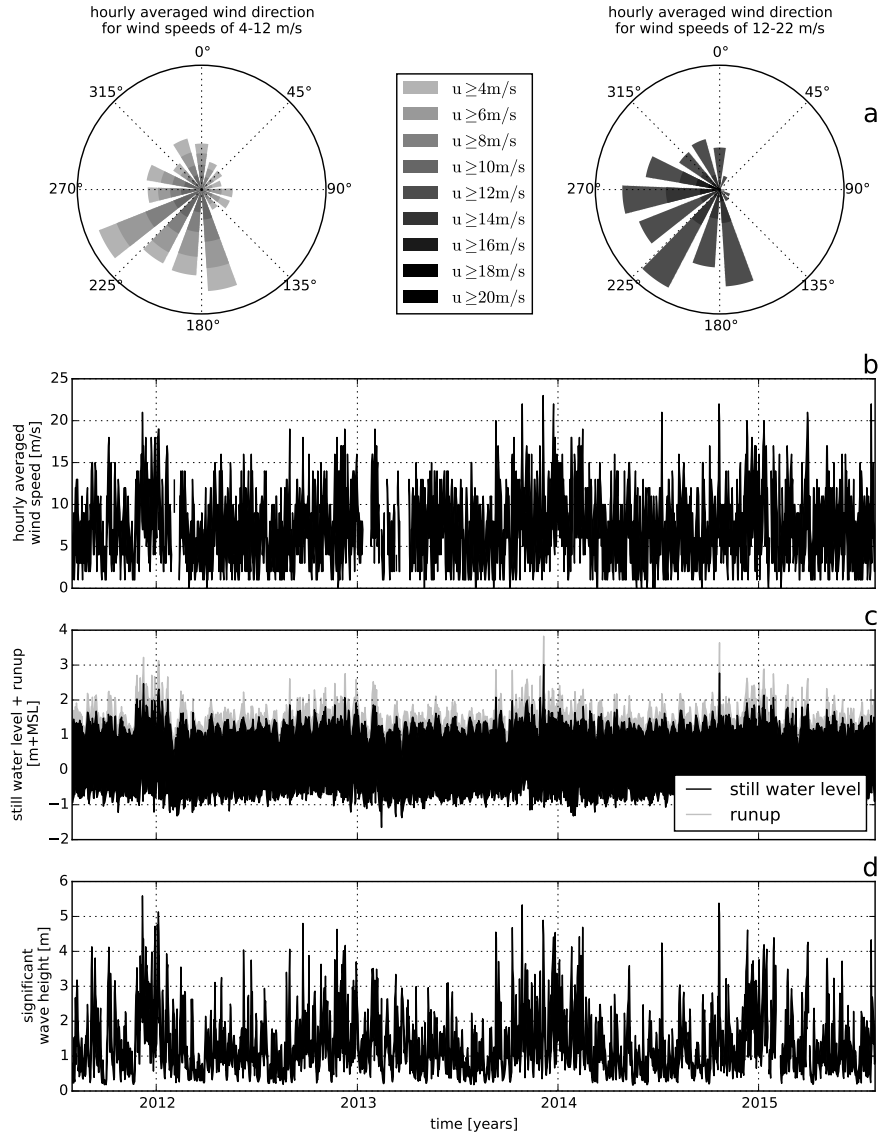 hourly averaged wind direction
for wind speeds of 4-12 m/s
hourly averaged wind direction
for wind speeds of 12-22 m/s
0°
45°
90°
135°
180°
225°
270°
315°
u ≥4m/s
u ≥6m/s
u ≥8m/s
u ≥10m/s
u ≥12m/s
u ≥14m/s
u ≥16m/s
u ≥18m/s
u ≥20m/s
0°
45°
90°
135°
180°
225°
270°
315°
a
b
25
20
15
10
5
0
hourly averaged
wind speed [m/s]
c
4
3
2
1
0
−1
−2
still water level + runup
[m+MSL]
still water level
runup
d
6
5
4
3
2
1
0
significant
wave height [m]
2012
2013
2014
2015
time [years]